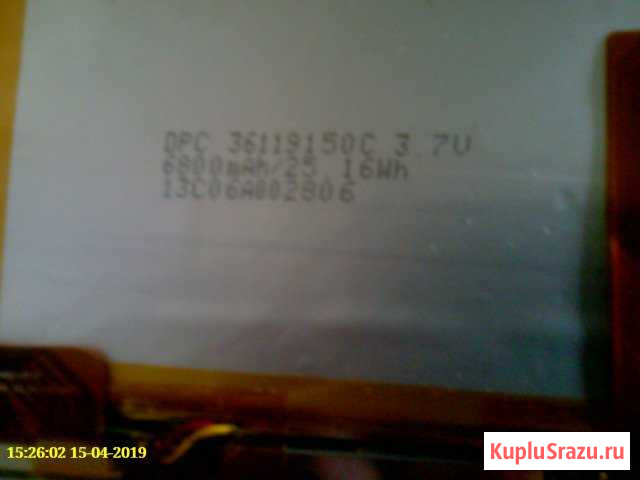 DPC 36119150C 3.7V
6800mAh/25.16Wh
13C06A002806
15:26:02 15-04-2019
KupluSrazu.ru